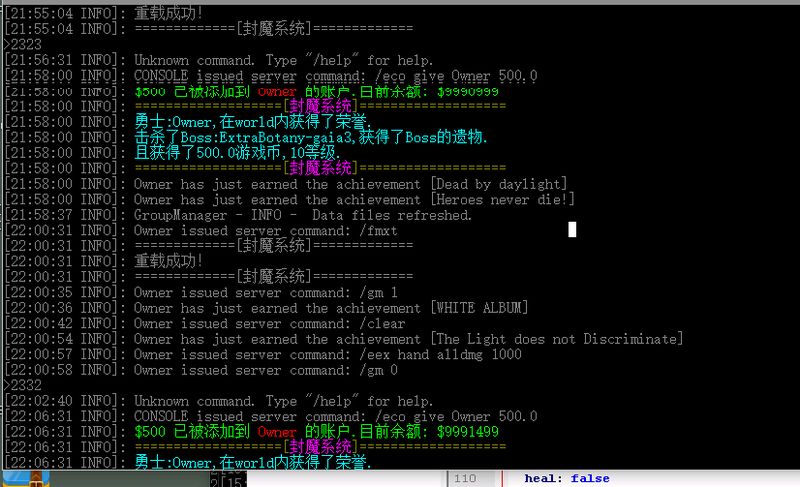 [21:55:04 INFO]: 重载成功!
[21:55:04 INFO]: =============[封魔系统]=============
>2323
[21:56:31 INFO]: Unknown command. Type "/help" for help.
[21:58:00 INFO]: CONSOLE issued server command: /eco give Owner 500.0
[21:58:00 INFO]: $500 已被添加到 Owner 的账户.目前余额: $9990999
[21:58:00 INFO]: ===================[封魔系统]===================
[21:58:00 INFO]: 勇士:Owner,在world内获得了荣誉.
[21:58:00 INFO]: 击杀了Boss:ExtraBotany-gaia3,获得了Boss的遗物.
[21:58:00 INFO]: 且获得了500.0游戏币,10等级.
[21:58:00 INFO]: ===================[封魔系统]===================
[21:58:00 INFO]: Owner has just earned the achievement [Dead by daylight]
[21:58:00 INFO]: Owner has just earned the achievement [Heroes never die!]
[21:58:37 INFO]: GroupManager - INFO -  Data files refreshed.
[22:00:31 INFO]: Owner issued server command: /fmxt
[22:00:31 INFO]: =============[封魔系统]=============
[22:00:31 INFO]: 重载成功!
[22:00:31 INFO]: =============[封魔系统]=============
[22:00:35 INFO]: Owner issued server command: /gm 1
[22:00:36 INFO]: Owner has just earned the achievement [WHITE ALBUM]
[22:00:42 INFO]: Owner issued server command: /clear
[22:00:54 INFO]: Owner has just earned the achievement [The Light does not Discriminate]
[22:00:57 INFO]: Owner issued server command: /eex hand alldmg 1000
[22:00:58 INFO]: Owner issued server command: /gm 0
>2332
[22:02:40 INFO]: Unknown command. Type "/help" for help.
[22:06:31 INFO]: CONSOLE issued server command: /eco give Owner 500.0
[22:06:31 INFO]: $500 已被添加到 Owner 的账户.目前余额: $9991499
[22:06:31 INFO]: ===================[封魔系统]===================
[22:06:31 INFO]: 勇士:Owner,在world内获得了荣誉.
110 heal: false